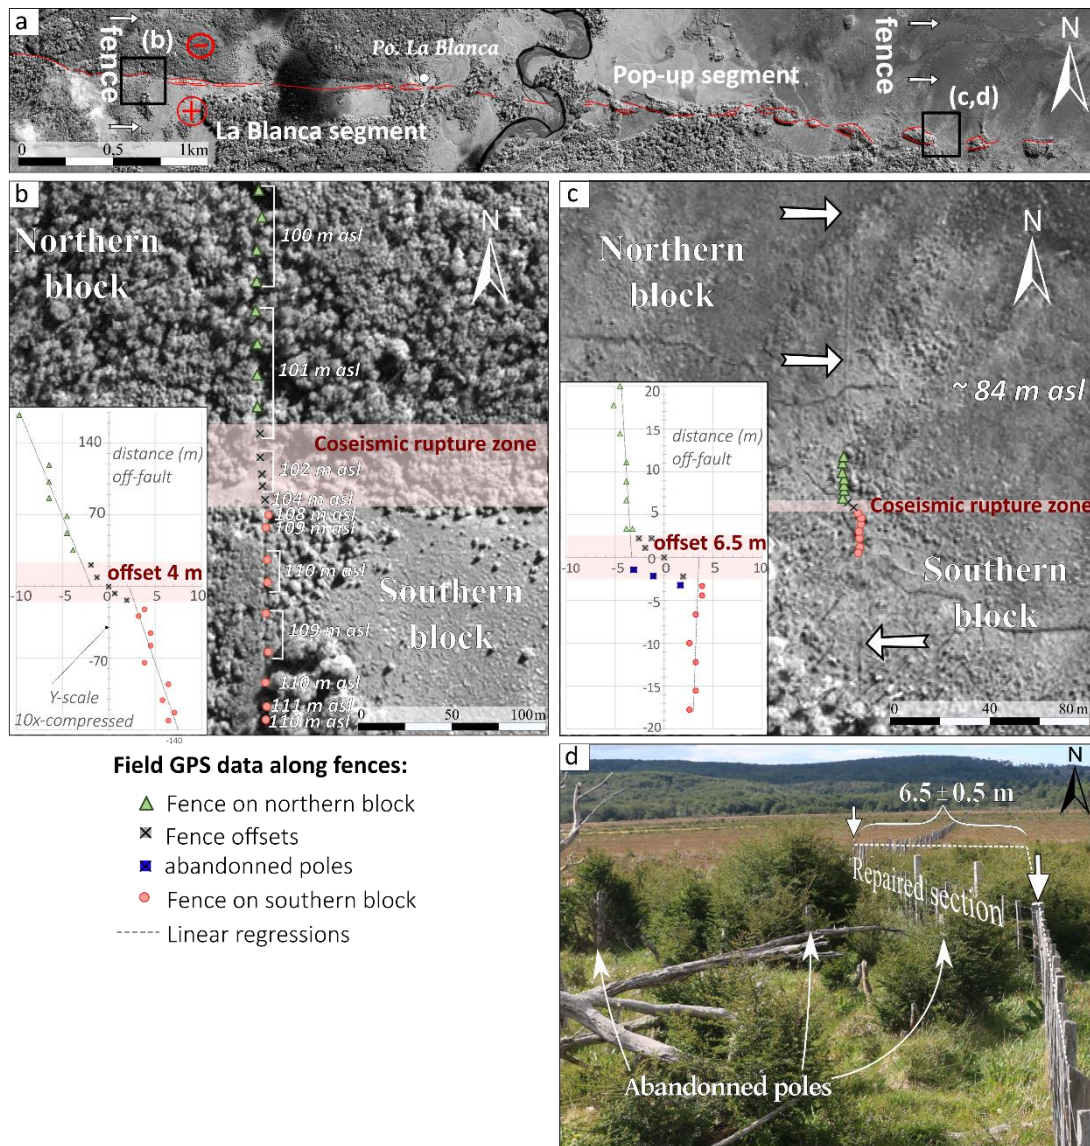 a
fence
(b)
Po. La Blanca
La Blanca segment
Pop-up segment
fence
(c,d)
N
0 0.5 1km
b
Northern
block
N
100 m asl
101 m asl
Coseismic rupture zone
102 m asl
104 m asl
108 m asl
109 m asl
110 m asl
109 m asl
110 m asl
111 m asl
110 m asl
Southern
block
0 50 100 m
140
distance (m)
off-fault
70
offset 4 m
-10 -5 0 5 10
-70
Y-scale
10x-compressed
-140
c
Northern
block
N
~ 84 m asl
Coseismic rupture zone
Southern
block
0 20 40 80 m
20
15
distance (m)
off-fault
10
5
offset 6.5 m
-10 -5 0 5 10
-5
-10
-15
-20
Field GPS data along fences:
Fence on northern block
Fence offsets
abandonned poles
Fence on southern block
Linear regressions
d
N
6.5 ± 0.5 m
Repaired section
Abandonned poles